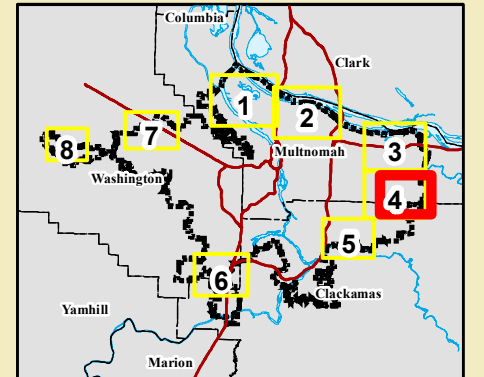 Columbia
Clark
1
2
7
3
8
Multnomah
Washington
4
5
6
Clackamas
Yamhill
Marion